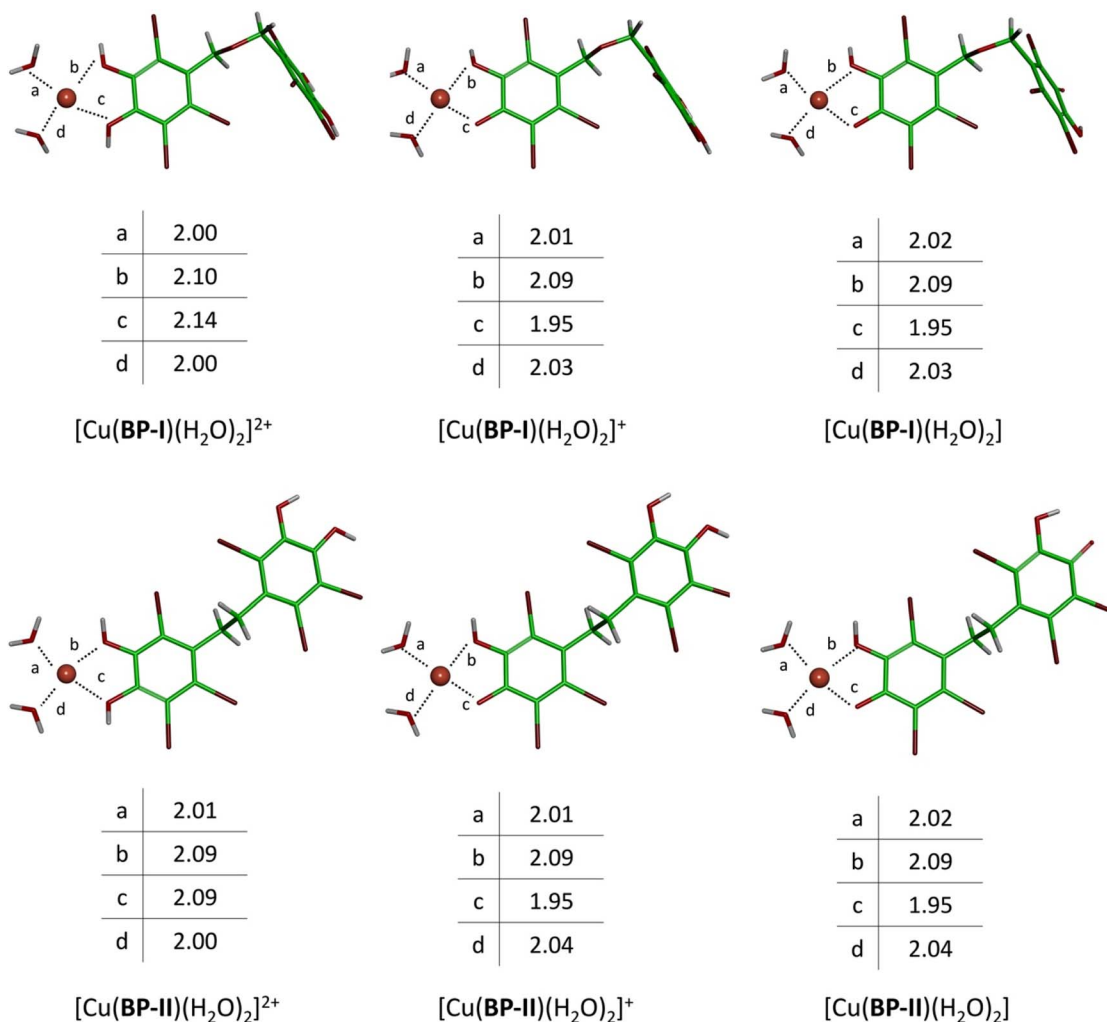 a
b
c
d
a
b
c
d
a
b
c
d
a 2.00
b 2.10
c 2.14
d 2.00
a 2.01
b 2.09
c 1.95
d 2.03
a 2.02
b 2.09
c 1.95
d 2.03
[Cu(BP-I)(H₂O)₂]²⁺
[Cu(BP-I)(H₂O)₂]⁺
[Cu(BP-I)(H₂O)₂]
b
a
c
d
a
b
d
c
b
a
c
d
a 2.01
b 2.09
c 2.09
d 2.00
a 2.01
b 2.09
c 1.95
d 2.04
a 2.02
b 2.09
c 1.95
d 2.04
[Cu(BP-II)(H₂O)₂]²⁺
[Cu(BP-II)(H₂O)₂]⁺
[Cu(BP-II)(H₂O)₂]